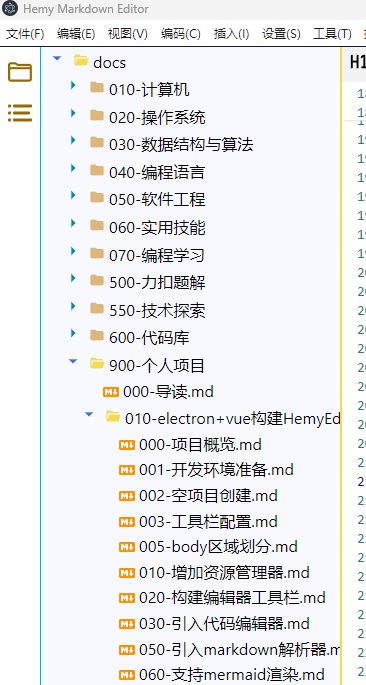 Hemy Markdown Editor
文件(F) 编辑(E) 视图(V) 编码(C) 插入(I) 设置(S) 工具(T)
docs
H1
010-计算机
020-操作系统
030-数据结构与算法
040-编程语言
050-软件工程
060-实用技能
070-编程学习
500-力扣题解
550-技术探索
600-代码库
900-个人项目
000-导读.md
010-electron+vue构建HemyEd
000-项目概览.md
001-开发环境准备.md
002-空项目创建.md
003-工具栏配置.md
005-body区域划分.md
010-增加资源管理器.md
020-构建编辑器工具栏.md
030-引入代码编辑器.md
050-引入markdown解析器.m
060-支持mermaid渲染.md